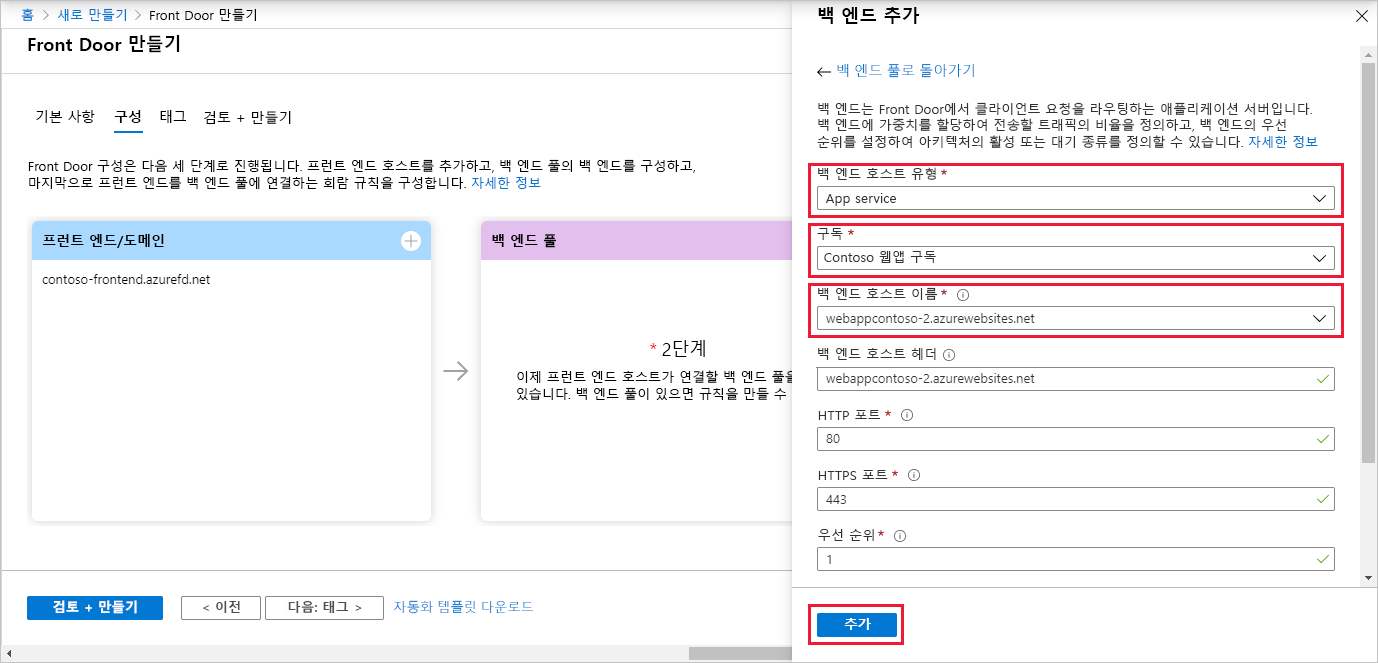 홈 > 새로 만들기 > Front Door 만들기
Front Door 만들기
기본 사항 구성 태그 검토 + 만들기
Front Door 구성은 다음 세 단계로 진행됩니다. 프런트 엔드 호스트를 추가하고, 백 엔드 풀의 백 엔드를 구성하고,
마지막으로 프런트 엔드를 백 엔드 풀에 연결하는 회람 규칙을 구성합니다. 자세한 정보
프런트 엔드/도메인
contoso-frontend.azurefd.net
백 엔드 풀
* 2단계
이제 프런트 엔드 호스트가 연결할 백 엔드 풀을
있습니다. 백 엔드 풀이 있으면 규칙을 만들 수
검토 + 만들기
< 이전
다음: 태그 >
자동화 템플릿 다운로드
백 엔드 추가
← 백 엔드 풀로 돌아가기
백 엔드는 Front Door에서 클라이언트 요청을 라우팅하는 애플리케이션 서버입니다.
백 엔드에 가중치를 할당하여 전송할 트래픽의 비율을 정의하고, 백 엔드의 우선
순위를 설정하여 아키텍처의 활성 또는 대기 종류를 정의할 수 있습니다. 자세한 정보
백 엔드 호스트 유형 *
App service
구독 *
Contoso 웹앱 구독
백 엔드 호스트 이름 *
webappcontoso-2.azurewebsites.net
백 엔드 호스트 헤더
webappcontoso-2.azurewebsites.net
HTTP 포트 *
80
HTTPS 포트 *
443
우선 순위 *
1
추가